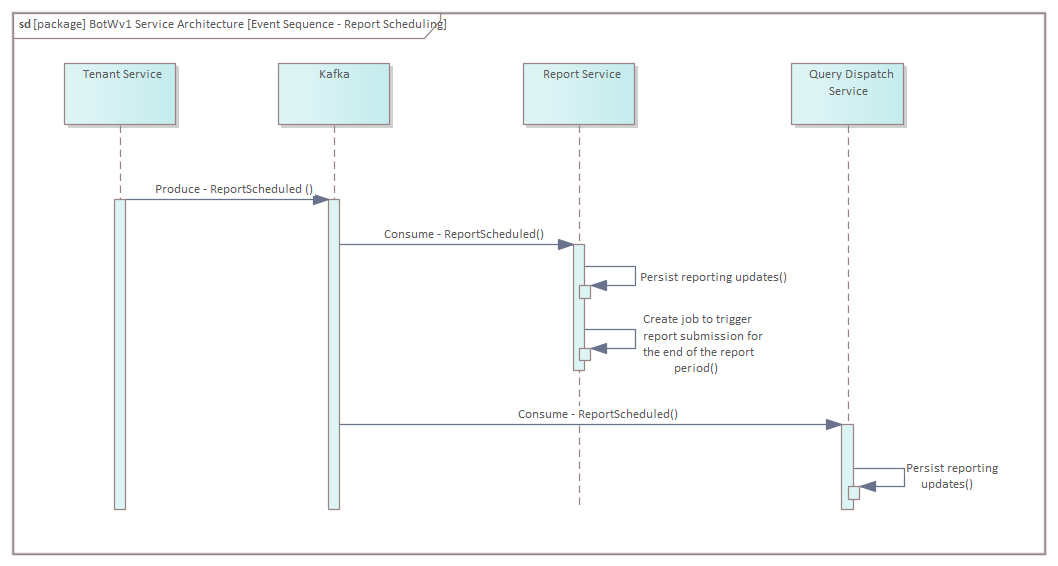 sd [package] BotWv1 Service Architecture [Event Sequence - Report Scheduling]
Tenant Service
Kafka
Report Service
Query Dispatch
Service
Produce - ReportScheduled ()
Consume - ReportScheduled()
Persist reporting updates()
Create job to trigger
report submission for
the end of the report
period()
Consume - ReportScheduled()
Persist reporting
updates()